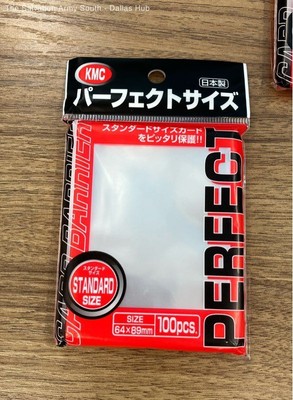 The Salvation Army South - Dallas Hub
KMC
日本製
パーフェクトサイズ
スタンダードサイズカード
をピッタリ保護!!
PERFECT
CARD BARRIER
スタンダード
サイズ
STANDARD
SIZE
SIZE
64×89mm
100pcs.